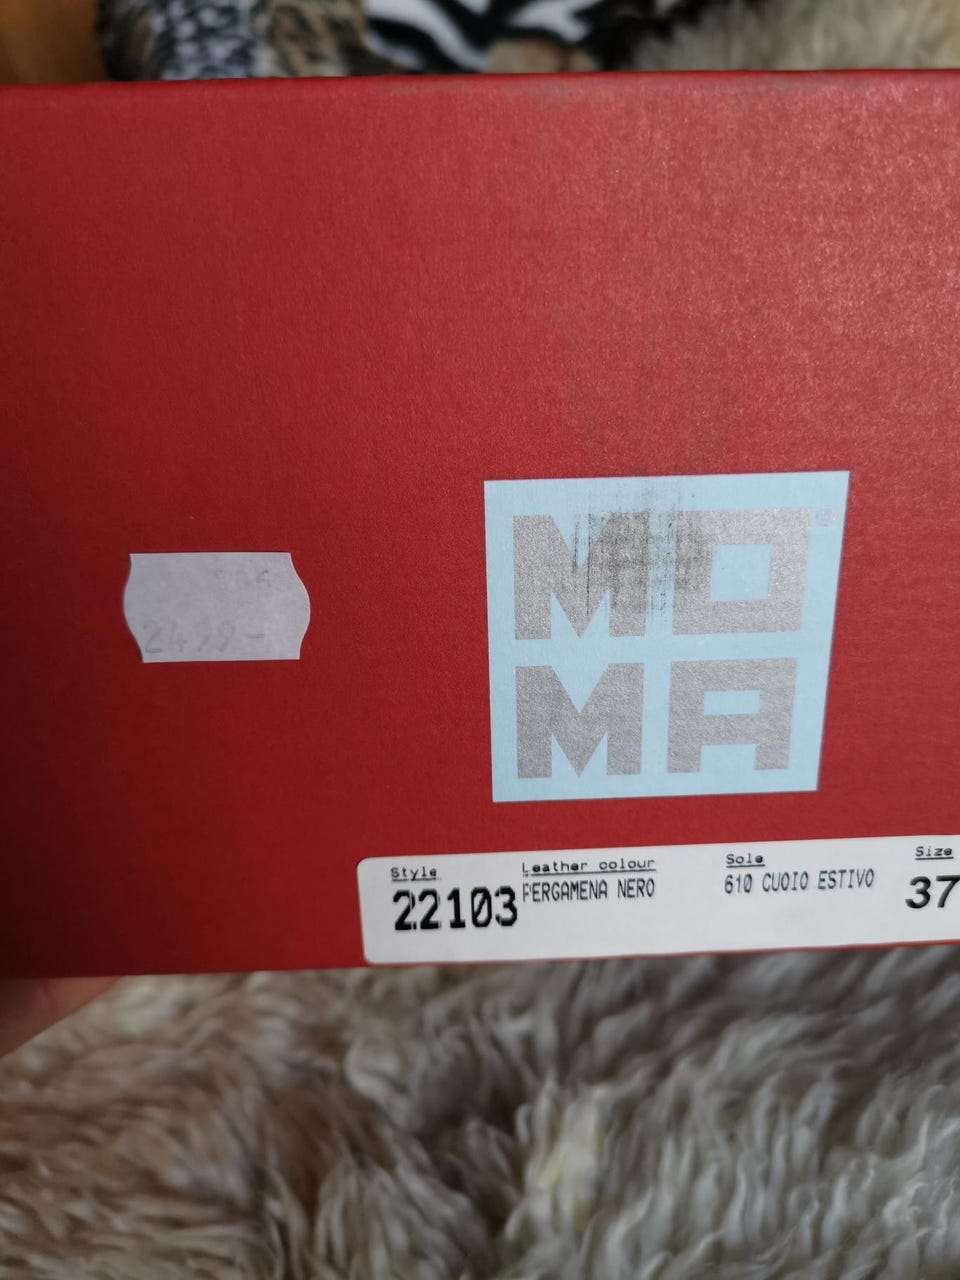 2499-
MO
MA
®
Style
22103
Leather colour
PERGAMENA NERO
Sole
610 CUOIO ESTIVO
Size
37